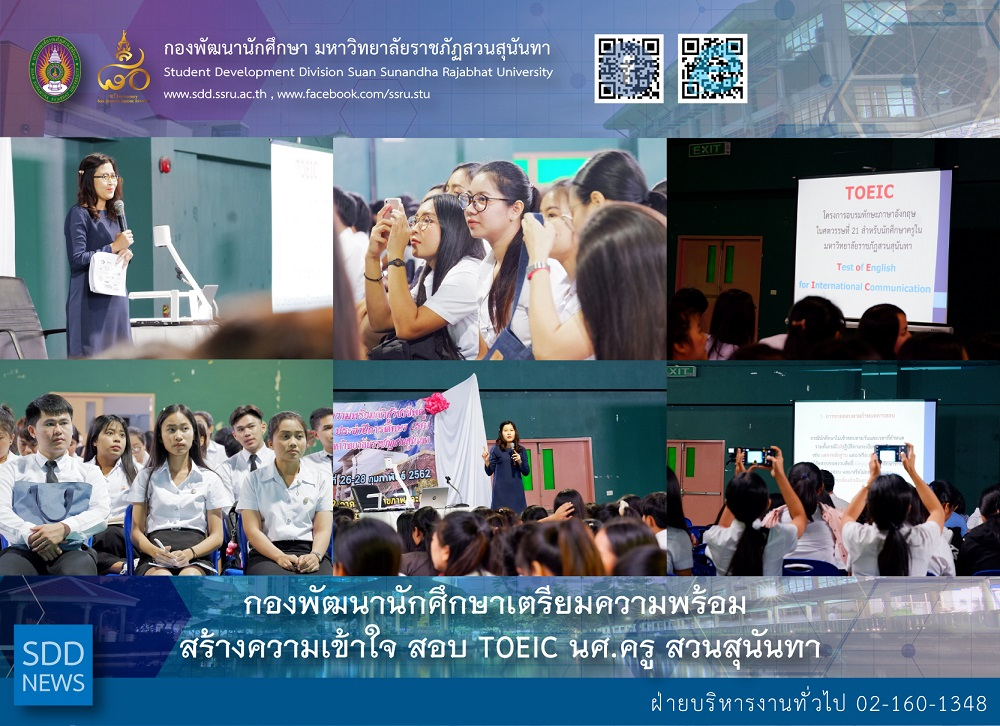 กองพัฒนานักศึกษา มหาวิทยาลัยราชภัฏสวนสุนันทา
Student Development Division Suan Sunandha Rajabhat University
www.sdd.ssru.ac.th , www.facebook.com/ssru.stu
EXIT
TOEIC
โครงการอบรมทักษะภาษาอังกฤษ
ในศตวรรษที่ 21 สำหรับนักศึกษาครูใน
มหาวิทยาลัยราชภัฏสวนสุนันทา
Test of English
for International Communication
26-28 กุมภาพันธ์ 2562
EXIT
กองพัฒนานักศึกษาเตรียมความพร้อม
สร้างความเข้าใจ สอบ TOEIC นศ.ครู สวนสุนันทา
SDD
NEWS
ฝ่ายบริหารงานทั่วไป 02-160-1348